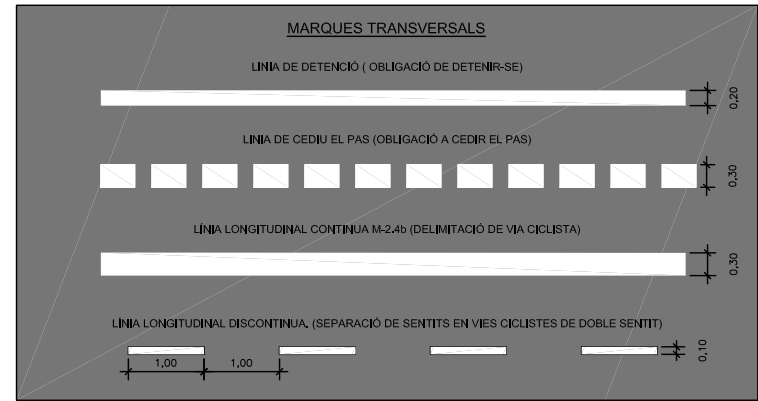 MARQUES TRANSVERSALS
LINIA DE DETENCIÓ ( OBLIGACIÓ DE DETENIR-SE)
0,20
LINIA DE CEDIU EL PAS (OBLIGACIÓ A CEDIR EL PAS)
0,30
LÍNIA LONGITUDINAL CONTINUA M-2.4b (DELIMITACIÓ DE VIA CICLISTA)
0,30
LÍNIA LONGITUDINAL DISCONTINUA. (SEPARACIÓ DE SENTITS EN VIES CICLISTES DE DOBLE SENTIT)
1,00 1,00 0,10